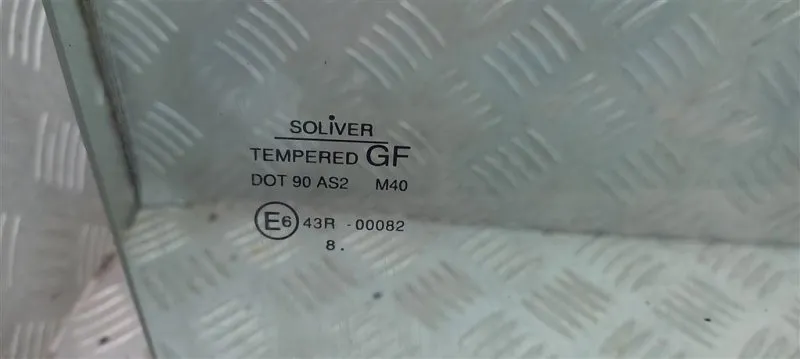 SOLiVER
TEMPERED GF
DOT 90 AS2 M40
E6 43R -00082
8.